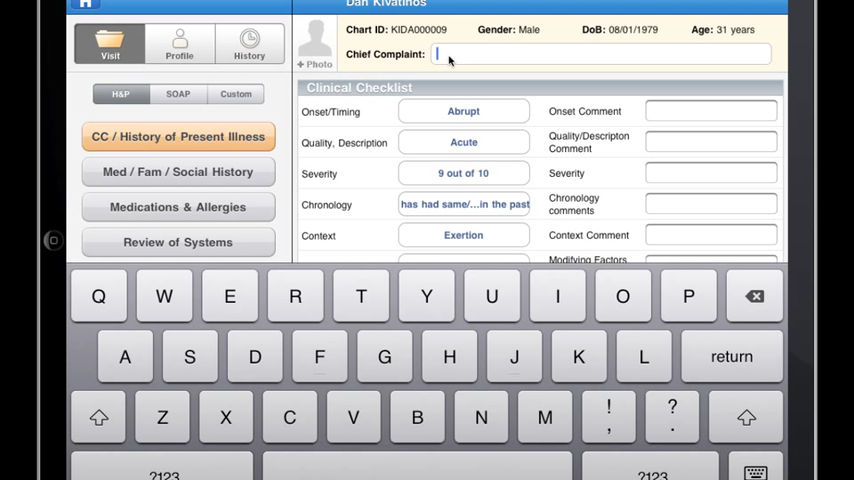 Dan Kivatinos
Chart ID: KIDA000009 Gender: Male DoB: 08/01/1979 Age: 31 years
Chief Complaint:
+ Photo
Visit Profile History
H&P SOAP Custom
CC / History of Present Illness
Med / Fam / Social History
Medications & Allergies
Review of Systems
Clinical Checklist
Onset/Timing Abrupt Onset Comment
Quality, Description Acute Quality/Descripton
Comment
Severity 9 out of 10 Severity
Chronology has had same/...in the past Chronology
comments
Context Exertion Context Comment
Modifying Factors
Q W E R T Y U I O P
A S D F G H J K L return
Z X C V B N M ! , ? .
.?123 .?123